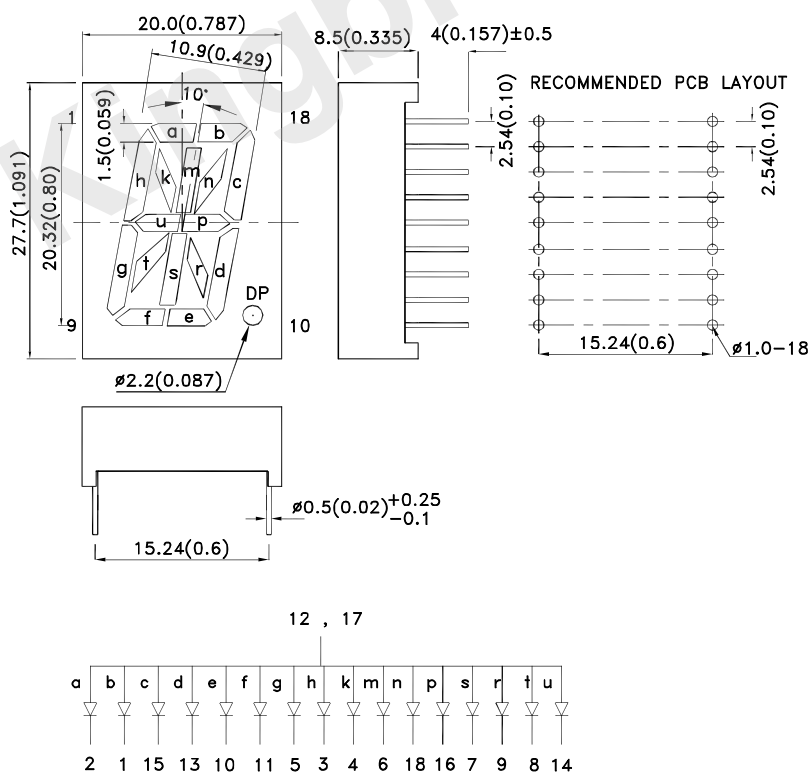 Kingbr
20.0(0.787)
10.9(0.429)
8.5(0.335)
4(0.157)±0.5
RECOMMENDED PCB LAYOUT
10°
1
18
1.5(0.059)
a
b
2.54(0.10)
2.54(0.10)
h
k
m
n
c
27.7(1.091)
20.32(0.80)
u
p
g
t
s
r
d
DP
f
e
9
10
15.24(0.6)
ø1.0-18
ø2.2(0.087)
ø0.5(0.02)+0.25
-0.1
15.24(0.6)
12 , 17
a b c d e f g h k m n p s r t u
2 1 15 13 10 11 5 3 4 6 18 16 7 9 8 14